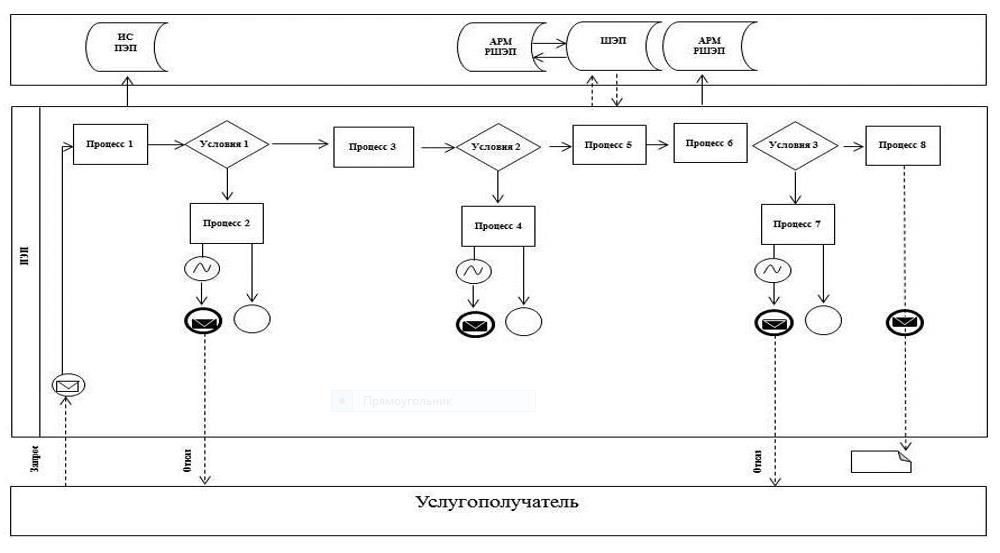 ИС
ПЭП
АРМ
РШЭП
ШЭП
АРМ
РШЭП
Процесс 1
Условия 1
Процесс 3
Условия 2
Процесс 5
Процесс 6
Условия 3
Процесс 8
Процесс 2
Процесс 4
Процесс 7
ПЭП
Прямоугольник
Запрос
Отказ
Отказ
Услугополучатель